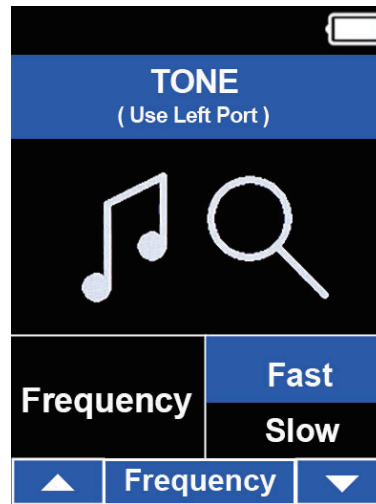 TONE
( Use Left Port )
Frequency
Fast
Slow
Frequency